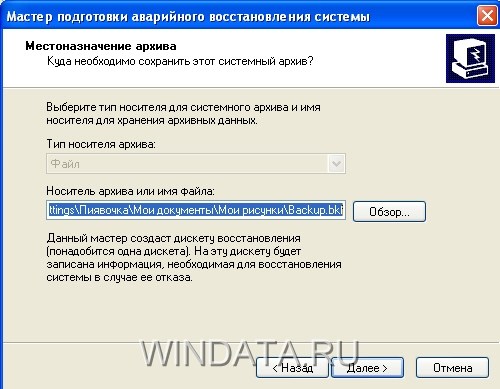 Мастер подготовки аварийного восстановления системы
Местоназначение архива
Куда необходимо сохранить этот системный архив?
Выберите тип носителя для системного архива и имя
носителя для хранения архивных данных.
Тип носителя архива:
Файл
Носитель архива или имя Файла:
ttings\Пиявочка\Мои документы\Мои рисунки\Backup.bkf
Обзор...
Данный мастер создаст дискету восстановления
(понадобится одна дискета). На эту дискету будет
записана информация, необходимая для восстановления
системы в случае ее отказа.
WINDATA.RU
< Назад
Далее >
Отмена